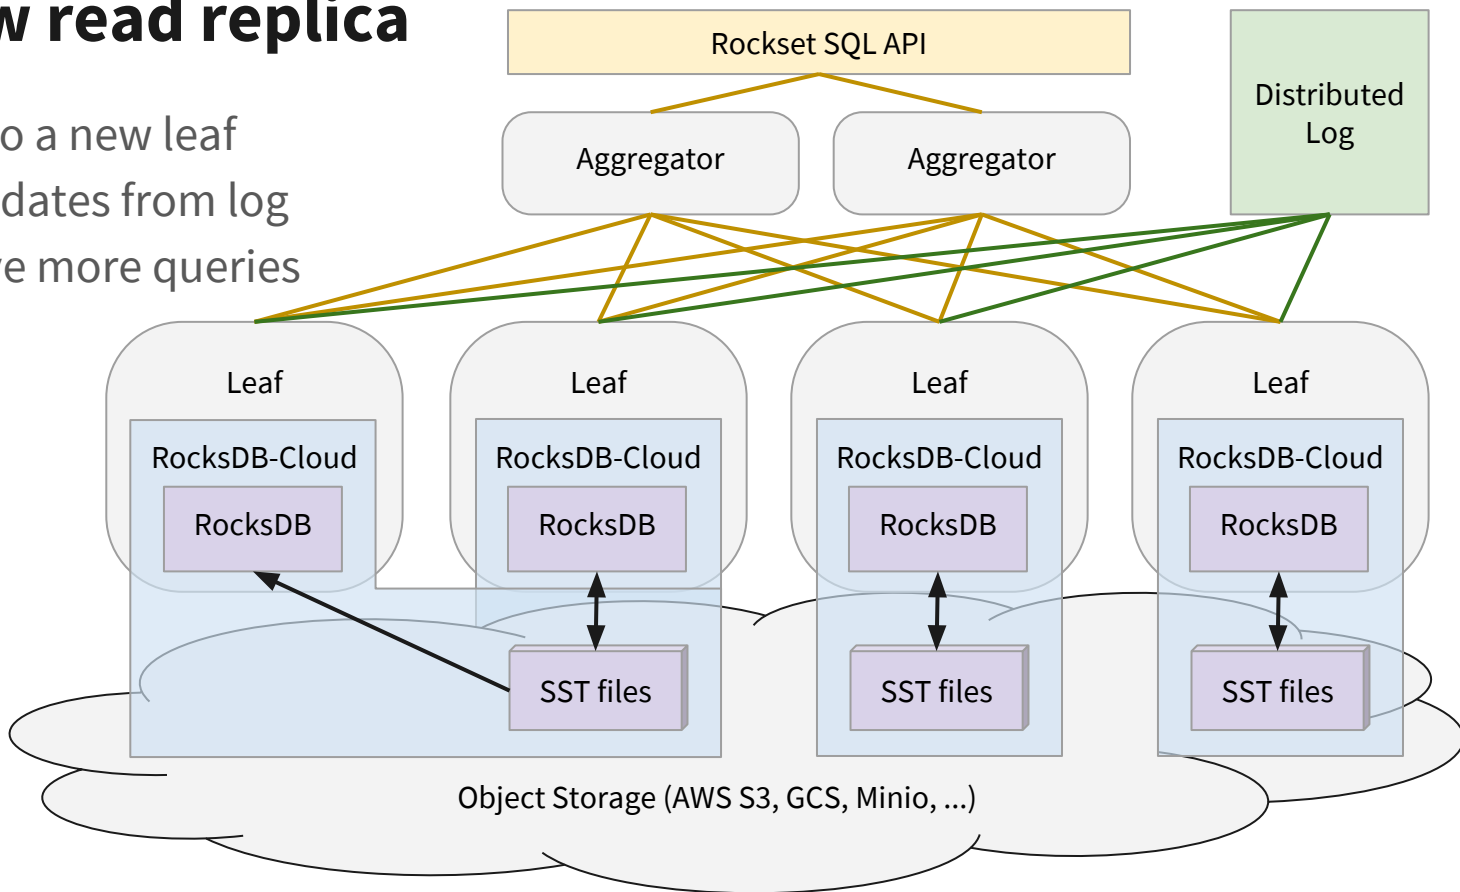 read replica
o a new leaf
dates from log
more queries
Rockset SQL API
Distributed
Log
Aggregator
Aggregator
Leaf
Leaf
Leaf
Leaf
RocksDB-Cloud
RocksDB-Cloud
RocksDB-Cloud
RocksDB-Cloud
RocksDB
RocksDB
RocksDB
RocksDB
SST files
SST files
SST files
Object Storage (AWS S3, GCS, Minio, ...)